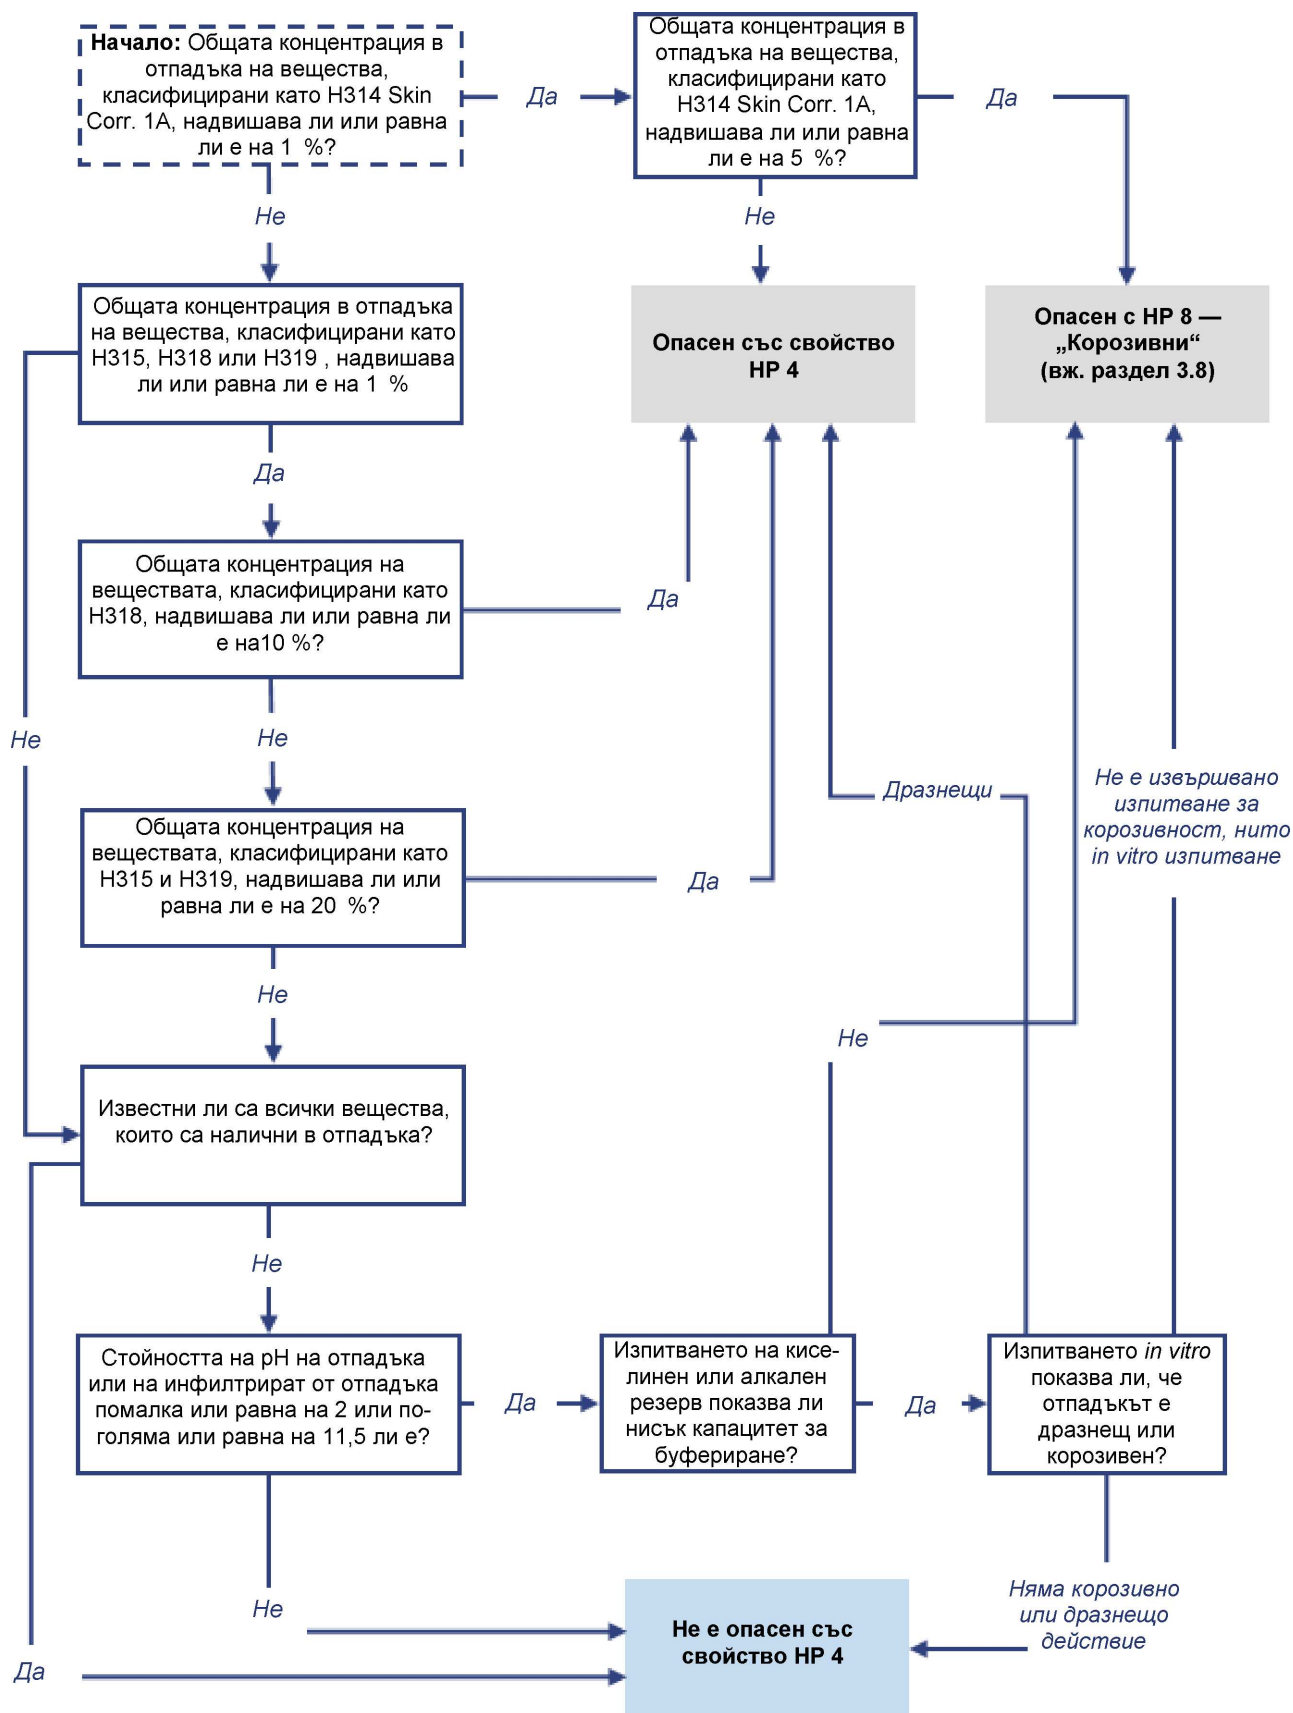 Начало: Общата концентрация в
отпадъка на вещества,
класифицирани като H314 Skin
Corr. 1A, надвишава ли или равна
ли е на 1 %?
Да
Общата концентрация в
отпадъка на вещества,
класифицирани като
H314 Skin Corr. 1A,
надвишава ли или равна
ли е на 5 %?
Да
Не
Не
Общата концентрация в отпадъка
на вещества, класифицирани като
H315, H318 или H319 , надвишава
ли или равна ли е на 1 %
Опасен със свойство
HP 4
Опасен с HP 8 —
„Корозивни“
(вж. раздел 3.8)
Да
Общата концентрация на
веществата, класифицирани като
H318, надвишава ли или равна ли
е на10 %?
Да
Не
Не
Дразнещи
Не е извършвано
изпитване за
корозивност, нито
in vitro изпитване
Общата концентрация на
веществата, класифицирани като
H315 и H319, надвишава ли или
равна ли е на 20 %?
Да
Не
Не
Известни ли са всички вещества,
които са налични в отпадъка?
Не
Стойността на pH на отпадъка
или на инфилтрират от отпадъка
помалка или равна на 2 или по-
голяма или равна на 11,5 ли е?
Да
Изпитването на кисе-
линен или алкален
резерв показва ли
нисък капацитет за
буфериране?
Да
Изпитването in vitro
показва ли, че
отпадъкът е
дразнещ или
корозивен?
Не
Няма корозивно
или дразнещо
действие
Не е опасен със
свойство HP 4
Да